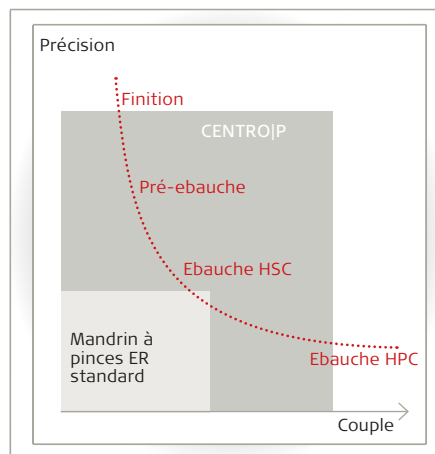 Précision
Finition
CENTRO|P
Pré-ebauche
Ebauche HSC
Mandrin à
pinces ER
standard
Ebauche HPC
Couple